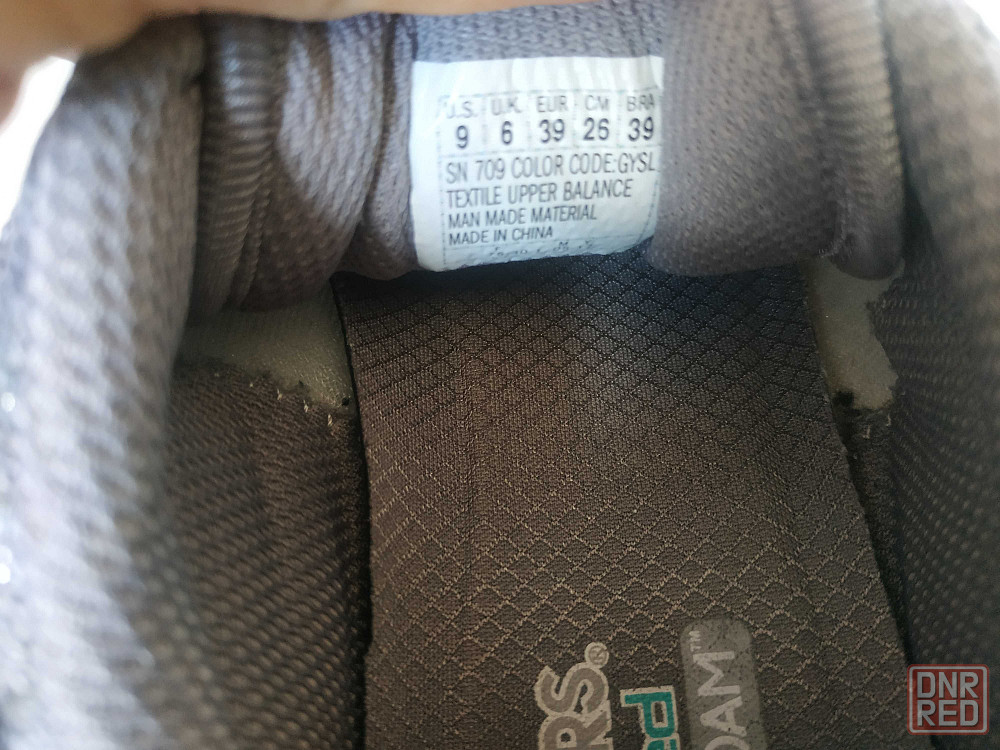 U.S. U.K. EUR CM BRA
9 6 39 26 39
SN 709 COLOR CODE:GYSL
TEXTILE UPPER BALANCE
MAN MADE MATERIAL
MADE IN CHINA
DNR
RED